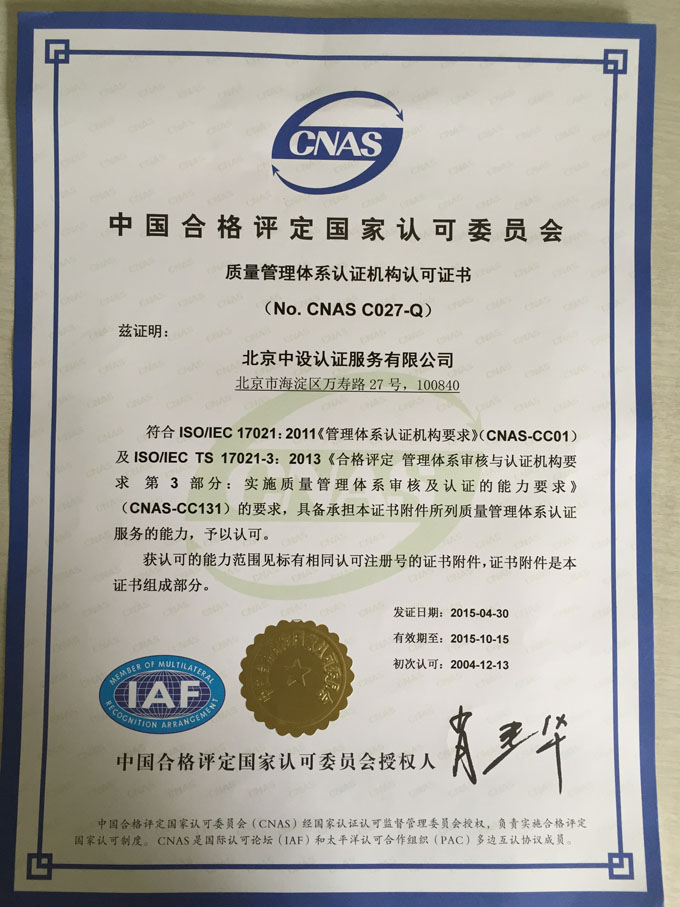 CNAS
中国合格评定国家认可委员会
质量管理体系认证机构认可证书
（No. CNAS C027-Q）
兹证明：
北京中设认证服务有限公司
北京市海淀区万寿路 27 号，100840
符合 ISO/IEC 17021: 2011《管理体系认证机构要求》（CNAS-CC01）
及 ISO/IEC TS 17021-3: 2013《合格评定 管理体系审核与认证机构要
求 第 3 部分：实施质量管理体系审核及认证的能力要求》
（CNAS-CC131）的要求，具备承担本证书附件所列质量管理体系认证
服务的能力，予以认可。
获认可的能力范围见标有相同认可注册号的证书附件，证书附件是本
证书组成部分。
发证日期：2015-04-30
有效期至：2015-10-15
初次认可：2004-12-13
MEMBER OF MULTILATERAL
IAF
RECOGNITION ARRANGEMENT
中国合格评定国家认可委员会授权人
肖建华
中国合格评定国家认可委员会（CNAS）经国家认证认可监督管理委员会授权，负责实施合格评定
国家认可制度。 CNAS 是国际认可论坛（IAF）和太平洋认可合作组织（PAC）多边互认协议成员。